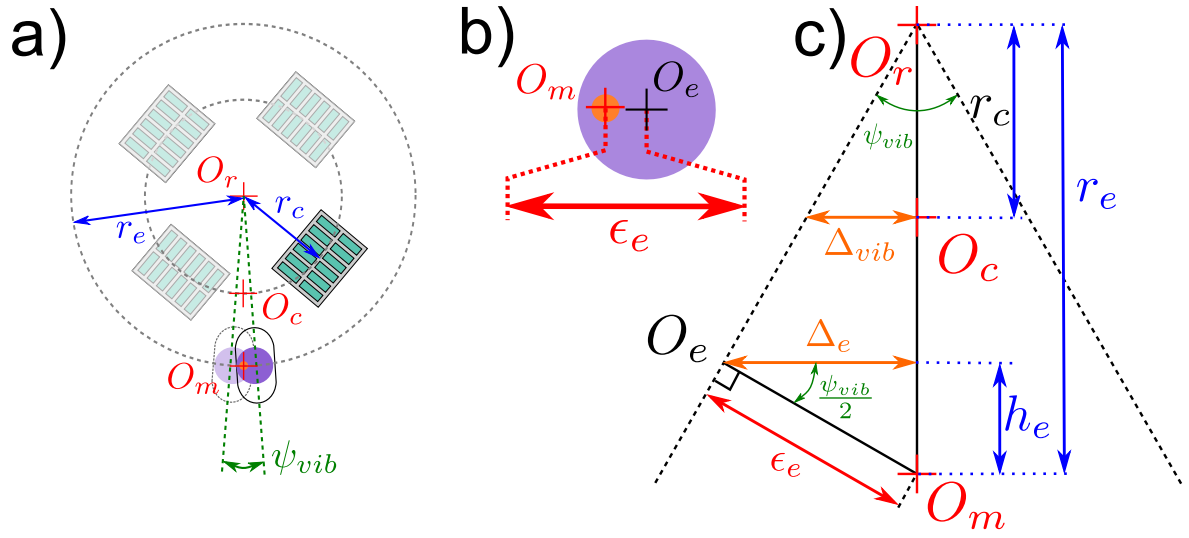 a)
O_r
r_c
r_e
O_c
O_m
ψ_vib
b)
O_m
O_e
ϵ_e
c)
O_r
r_c
ψ_vib
r_e
Δ_vib
O_c
O_e
Δ_e
ψ_vib/2
h_e
ϵ_e
O_m